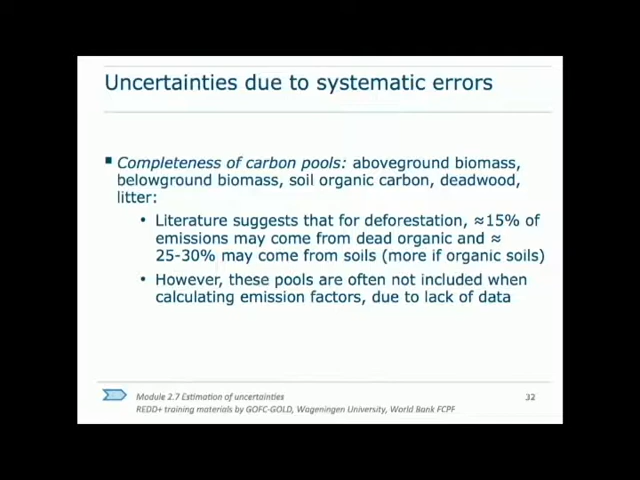 Uncertainties due to systematic errors
▪ Completeness of carbon pools: aboveground biomass,
belowground biomass, soil organic carbon, deadwood,
litter:
• Literature suggests that for deforestation, ≈15% of
emissions may come from dead organic and ≈
25-30% may come from soils (more if organic soils)
• However, these pools are often not included when
calculating emission factors, due to lack of data
Module 2.7 Estimation of uncertainties
REDD+ training materials by GOFC-GOLD, Wageningen University, World Bank FCPF
32